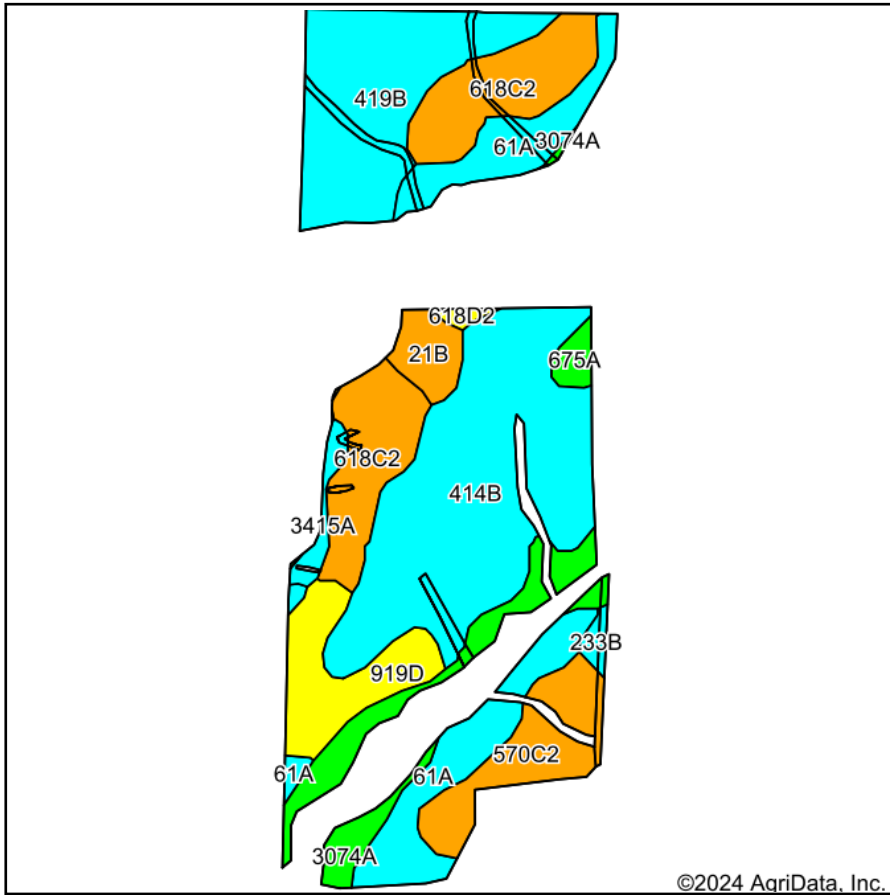 419B
618C2
61A
3074A
618D2
21B
675A
618C2
414B
3415A
233B
919D
570C2
61A
61A
3074A
©2024 AgriData, Inc.